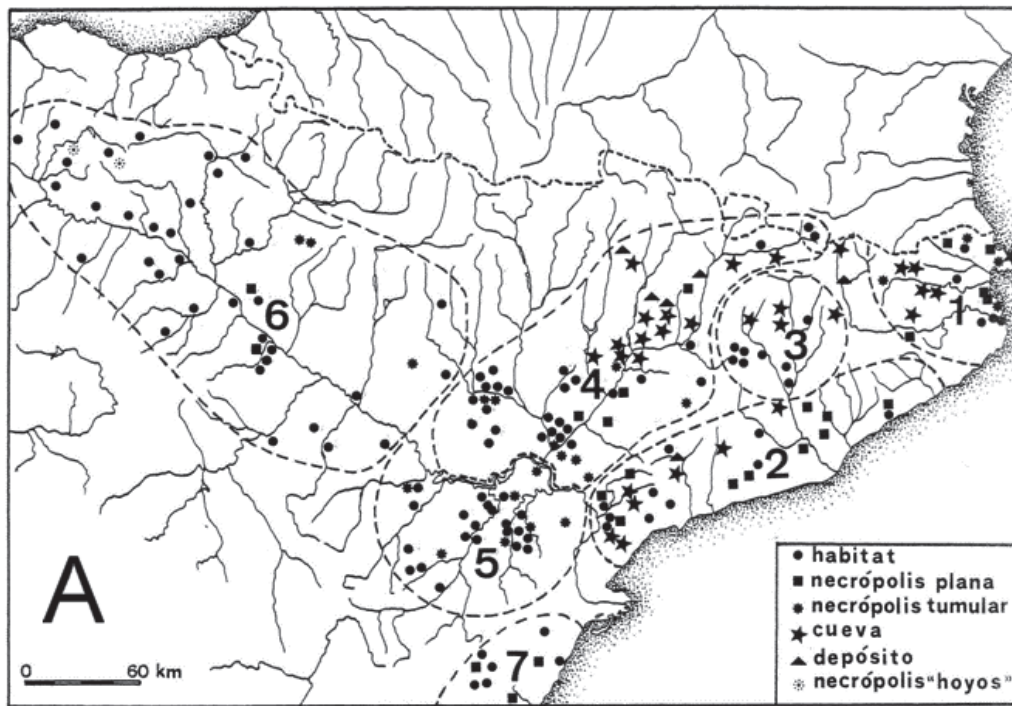 1
6
3
4
2
5
A
7
0 60 km
habitat
necrópolis plana
necrópolis tumular
cueva
depósito
necrópolis "hoyos"